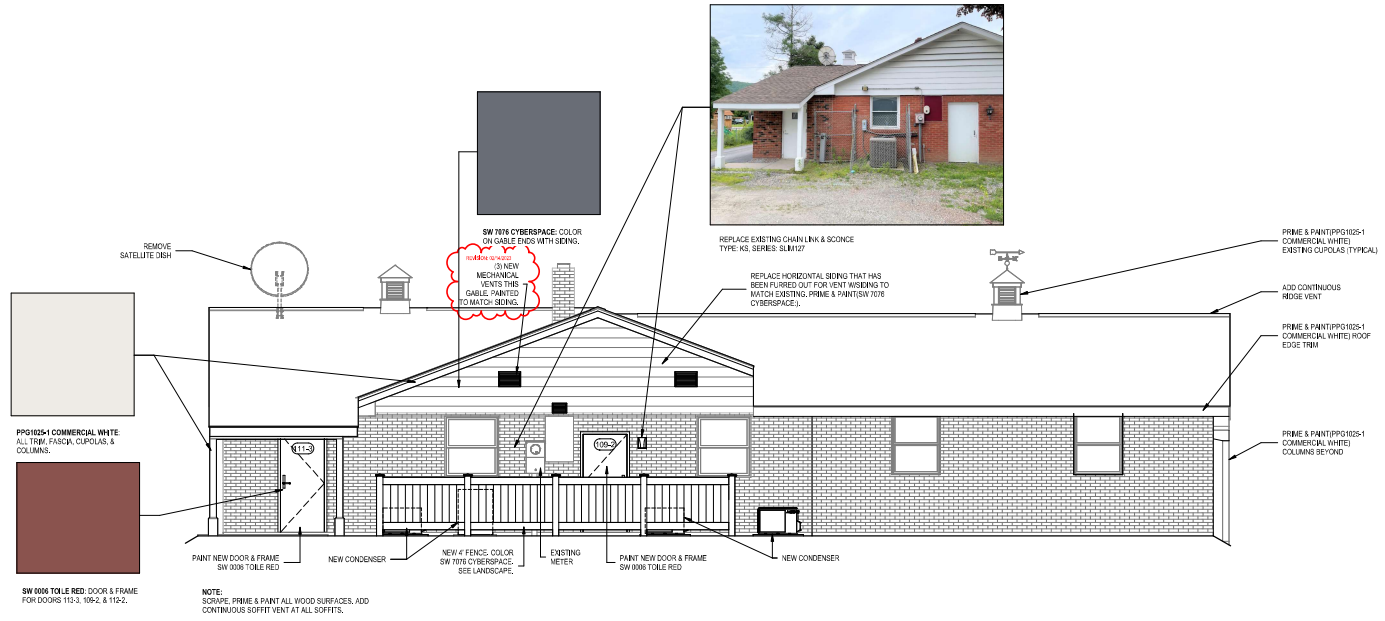 REPLACE EXISTING CHAIN LINK & SCONCE
TYPE: KS, SERIES: SLIM127
SW 7076 CYBERSPACE: COLOR
ON GABLE ENDS WITH SIDING.
REVISION: 02/14/2023
(3) NEW
MECHANICAL
VENTS THIS
GABLE. PAINTED
TO MATCH SIDING.
REMOVE
SATELLITE DISH
REPLACE HORIZONTAL SIDING THAT HAS
BEEN FURRED OUT FOR VENT W/SIDING TO
MATCH EXISTING. PRIME & PAINT(SW 7076
CYBERSPACE:).
PRIME & PAINT(PPG1025-1
COMMERCIAL WHITE)
EXISTING CUPOLAS (TYPICAL)
ADD CONTINUOUS
RIDGE VENT
PRIME & PAINT(PPG1025-1
COMMERCIAL WHITE) ROOF
EDGE TRIM
PRIME & PAINT(PPG1025-1
COMMERCIAL WHITE)
COLUMNS BEYOND
PPG1025-1 COMMERCIAL WHITE:
ALL TRIM, FASCIA, CUPOLAS, &
COLUMNS.
111-3
109-2
PAINT NEW DOOR & FRAME
SW 0006 TOILE RED
NEW CONDENSER
NEW 4' FENCE. COLOR
SW 7076 CYBERSPACE.
SEE LANDSCAPE.
EXISTING
METER
PAINT NEW DOOR & FRAME
SW 0006 TOILE RED
NEW CONDENSER
SW 0006 TOILE RED: DOOR & FRAME
FOR DOORS 113-3, 109-2, & 112-2.
NOTE:
SCRAPE, PRIME & PAINT ALL WOOD SURFACES. ADD
CONTINUOUS SOFFIT VENT AT ALL SOFFITS.